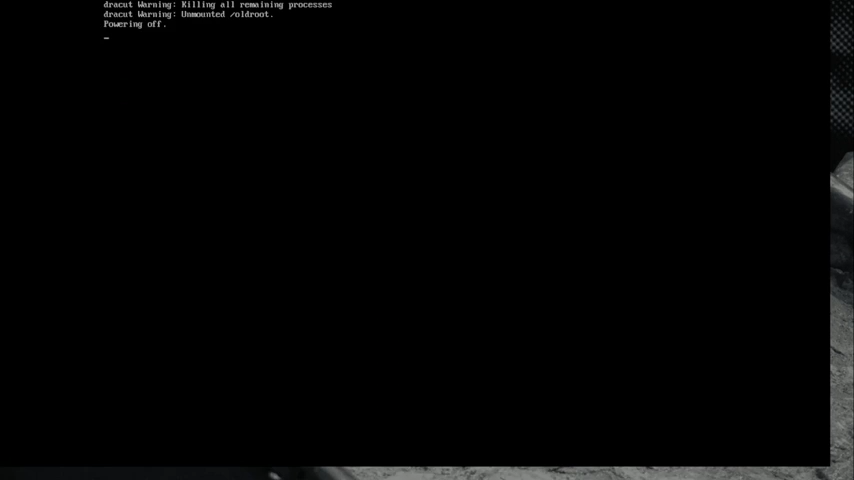 dracut Warning: Killing all remaining processes
dracut Warning: Unmounted /oldroot.
Powering off.